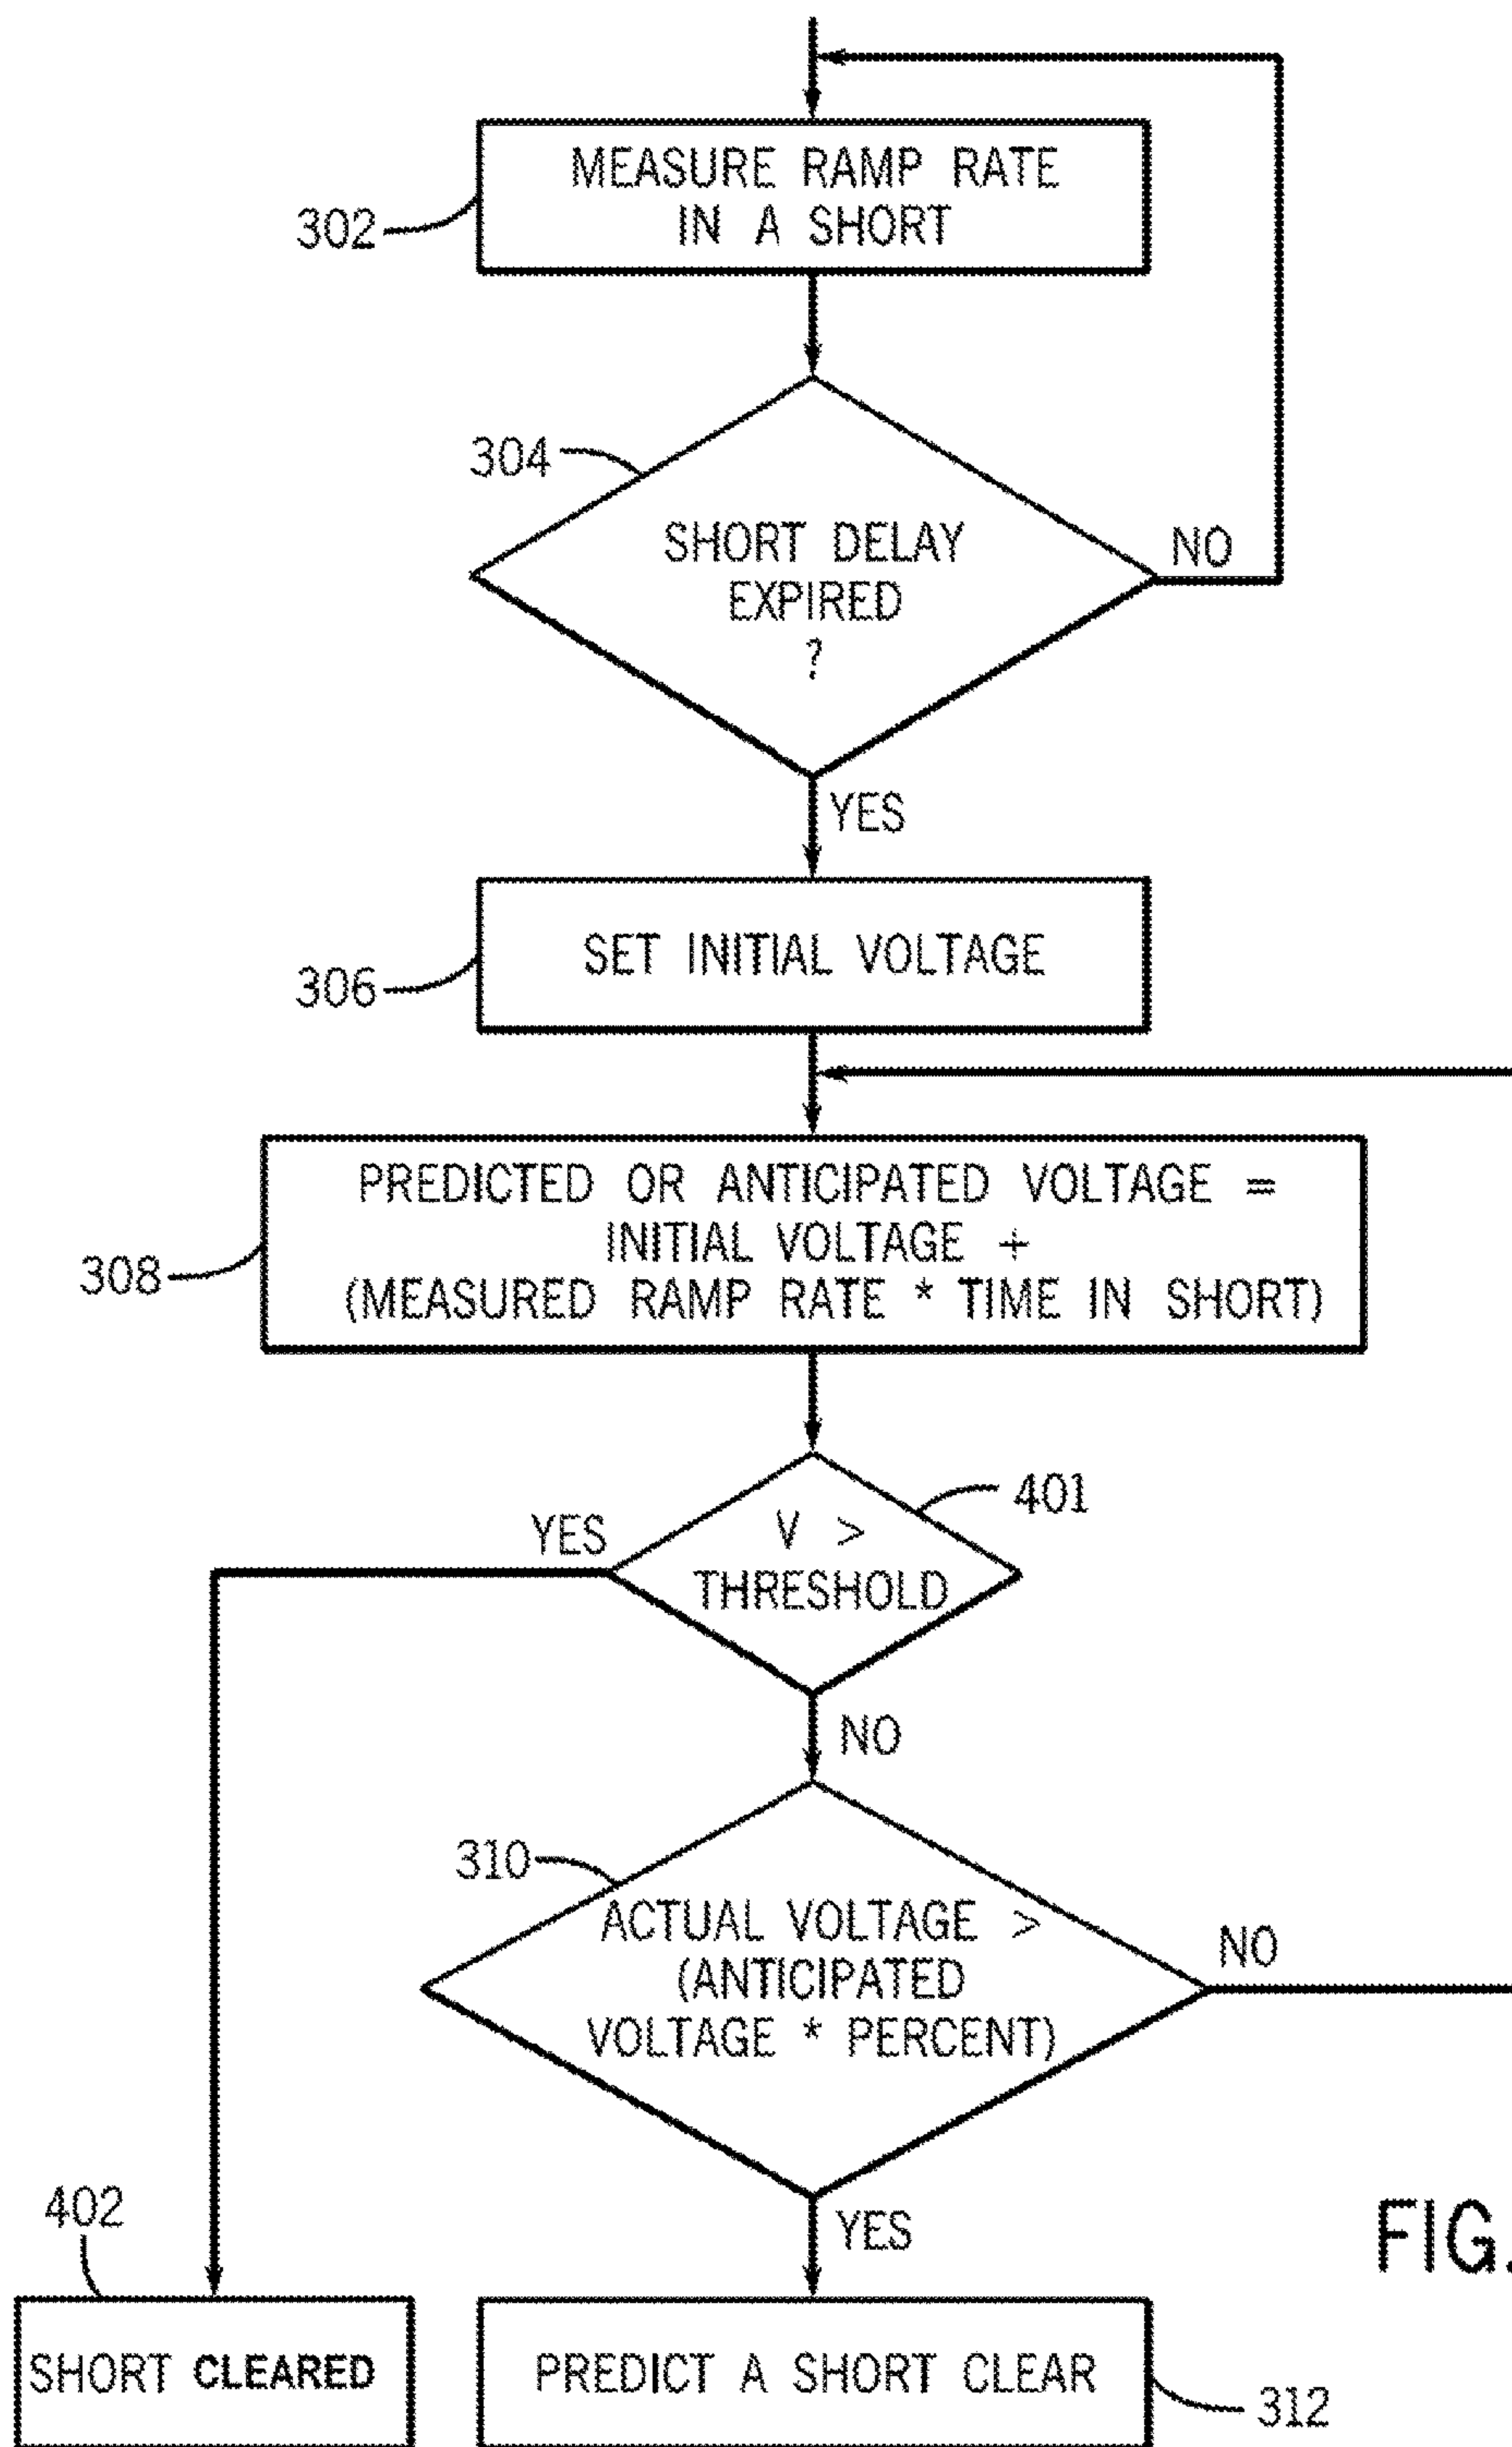 MEASURE RAMP RATE
IN A SHORT
302
304
SHORT DELAY
EXPIRED
?
NO
YES
SET INITIAL VOLTAGE
306
PREDICTED OR ANTICIPATED VOLTAGE =
INITIAL VOLTAGE +
(MEASURED RAMP RATE * TIME IN SHORT)
308
401
YES
V >
THRESHOLD
NO
310
ACTUAL VOLTAGE >
(ANTICIPATED
VOLTAGE * PERCENT)
NO
YES
402
FIG.
SHORT CLEARED
PREDICT A SHORT CLEAR
312